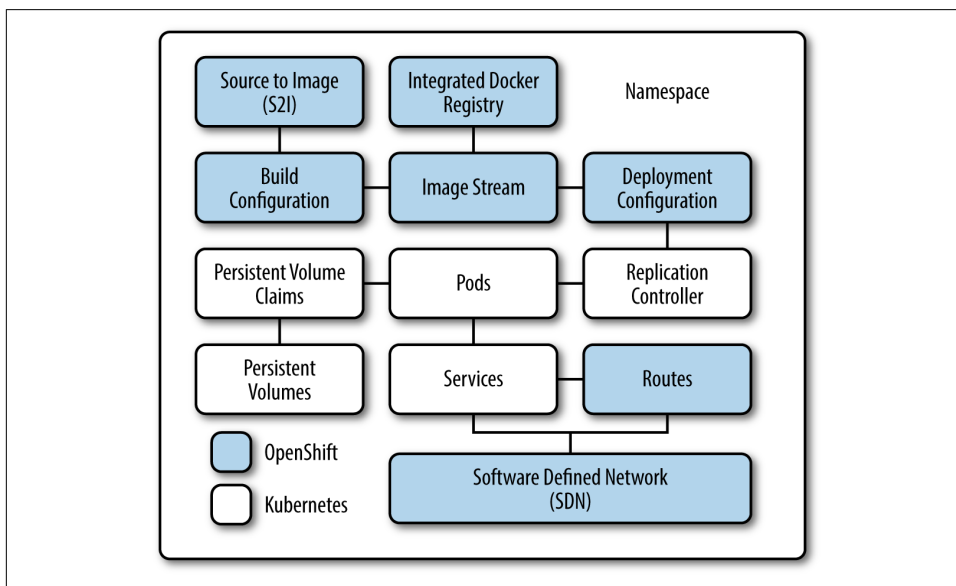 Source to Image
(S2I)
Integrated Docker
Registry
Namespace
Build
Configuration
Image Stream
Deployment
Configuration
Persistent Volume
Claims
Pods
Replication
Controller
Persistent
Volumes
Services
Routes
OpenShift
Kubernetes
Software Defined Network
(SDN)